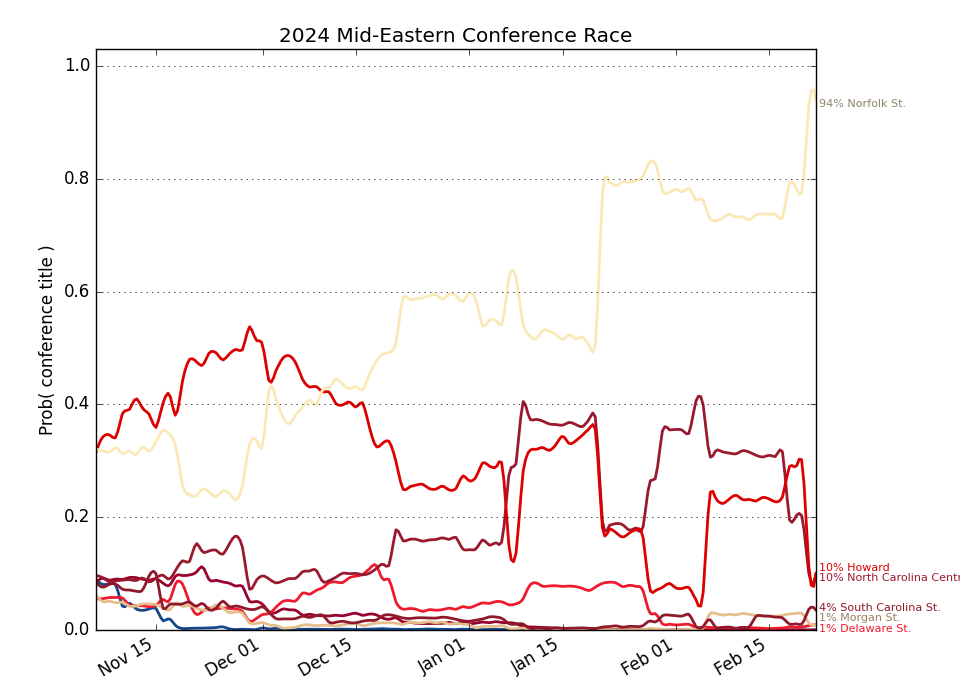 2024 Mid-Eastern Conference Race
Prob( conference title )
1.0
0.8
0.6
0.4
0.2
0.0
94% Norfolk St.
10% Howard
10% North Carolina Centr
4% South Carolina St.
1% Morgan St.
1% Delaware St.
Nov 15
Dec 01
Dec 15
Jan 01
Jan 15
Feb 01
Feb 15